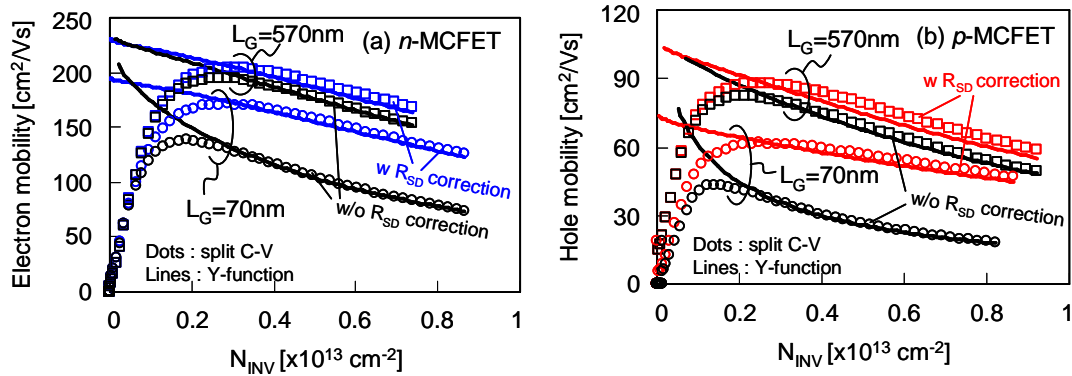 250
200
150
100
50
0
0
0.2
0.4
0.6
0.8
1
Electron mobility [cm²/Vs]
N_INV [x10¹³ cm⁻²]
L_G=570nm
(a) n-MCFET
w R_SD correction
L_G=70nm
w/o R_SD correction
Dots : split C-V
Lines : Y-function
120
90
60
30
0
0
0.2
0.4
0.6
0.8
1
Hole mobility [cm²/Vs]
N_INV [x10¹³ cm⁻²]
L_G=570nm
(b) p-MCFET
w R_SD correction
L_G=70nm
w/o R_SD correction
Dots : split C-V
Lines : Y-function